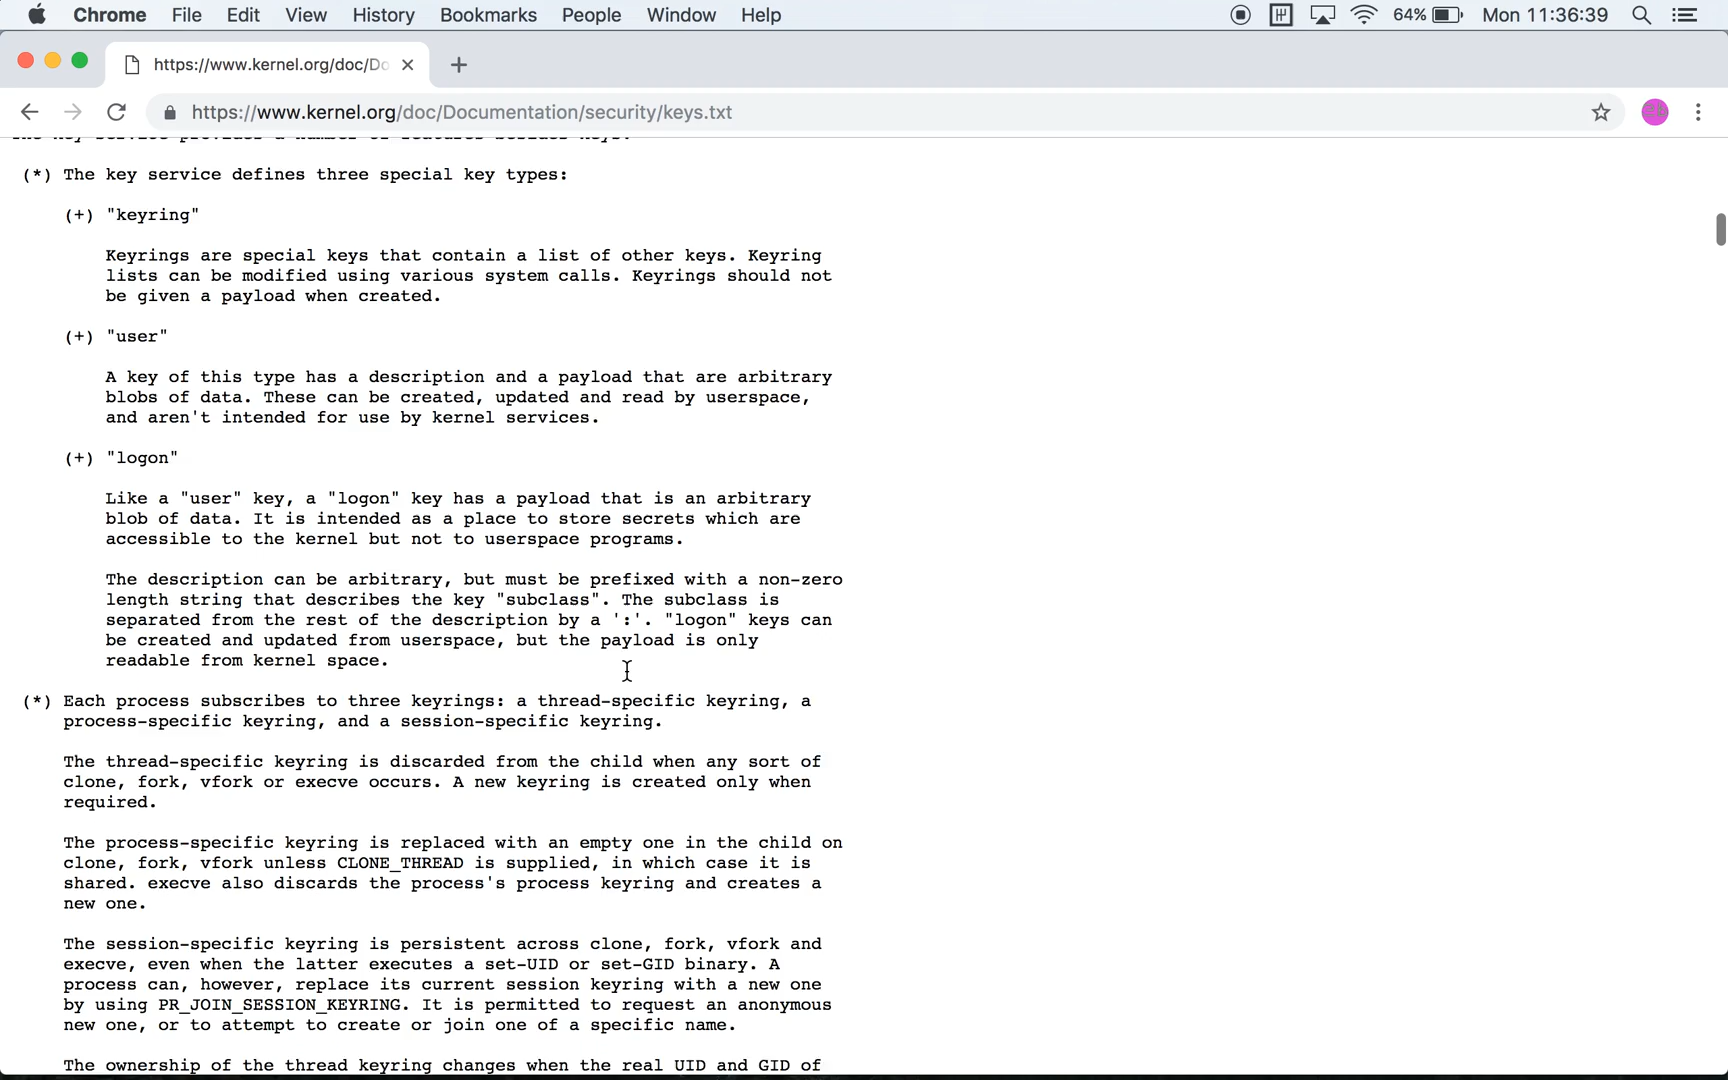 Chrome File Edit View History Bookmarks People Window Help 64% Mon 11:36:39
https://www.kernel.org/doc/Do
https://www.kernel.org/doc/Documentation/security/keys.txt
The key service provides a number of features besides keys:
(*) The key service defines three special key types:
(+) "keyring"
Keyrings are special keys that contain a list of other keys. Keyring
lists can be modified using various system calls. Keyrings should not
be given a payload when created.
(+) "user"
A key of this type has a description and a payload that are arbitrary
blobs of data. These can be created, updated and read by userspace,
and aren't intended for use by kernel services.
(+) "logon"
Like a "user" key, a "logon" key has a payload that is an arbitrary
blob of data. It is intended as a place to store secrets which are
accessible to the kernel but not to userspace programs.
The description can be arbitrary, but must be prefixed with a non-zero
length string that describes the key "subclass". The subclass is
separated from the rest of the description by a ':'. "logon" keys can
be created and updated from userspace, but the payload is only
readable from kernel space.
(*) Each process subscribes to three keyrings: a thread-specific keyring, a
process-specific keyring, and a session-specific keyring.
The thread-specific keyring is discarded from the child when any sort of
clone, fork, vfork or execve occurs. A new keyring is created only when
required.
The process-specific keyring is replaced with an empty one in the child on
clone, fork, vfork unless CLONE_THREAD is supplied, in which case it is
shared. execve also discards the process's process keyring and creates a
new one.
The session-specific keyring is persistent across clone, fork, vfork and
execve, even when the latter executes a set-UID or set-GID binary. A
process can, however, replace its current session keyring with a new one
by using PR_JOIN_SESSION_KEYRING. It is permitted to request an anonymous
new one, or to attempt to create or join one of a specific name.
The ownership of the thread keyring changes when the real UID and GID of